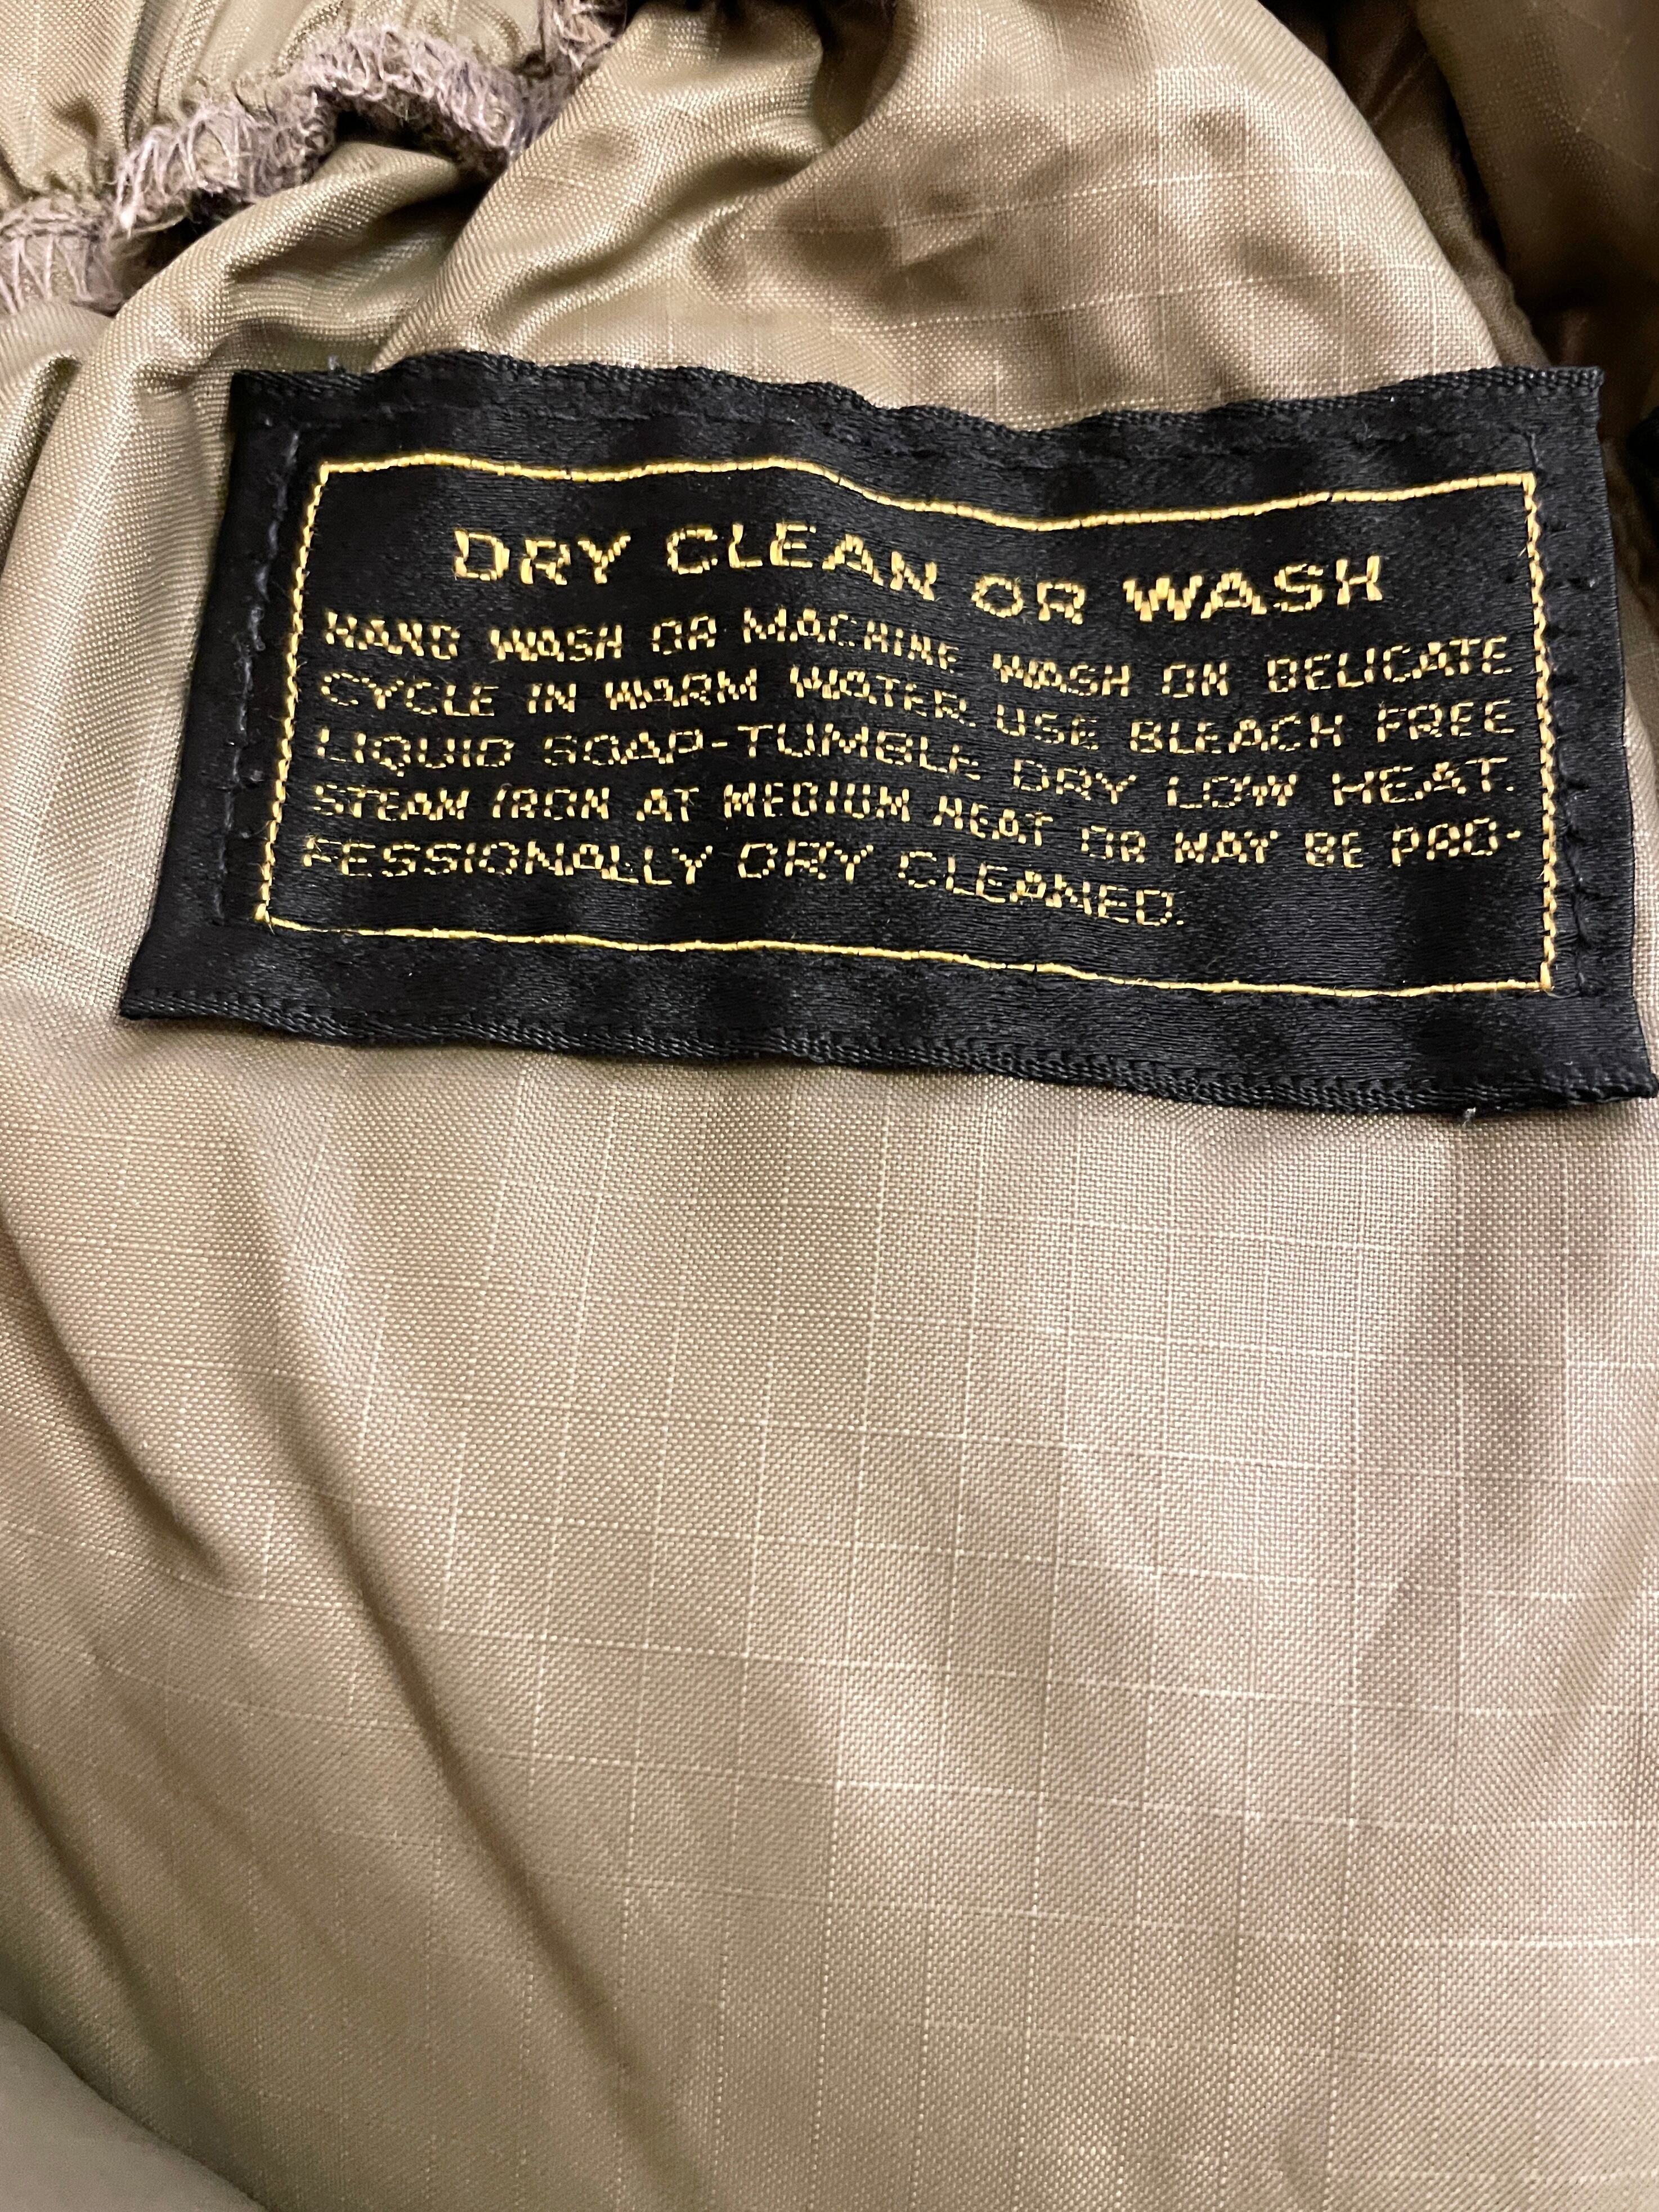 DRY CLEAN OR WASH
HAND WASH OR MACHINE WASH ON DELICATE
CYCLE IN WARM WATER. USE BLEACH FREE
LIQUID SOAP-TUMBLE DRY LOW HEAT.
STEAM IRON AT MEDIUM HEAT OR MAY BE PRO-
FESSIONALLY DRY CLEANED.